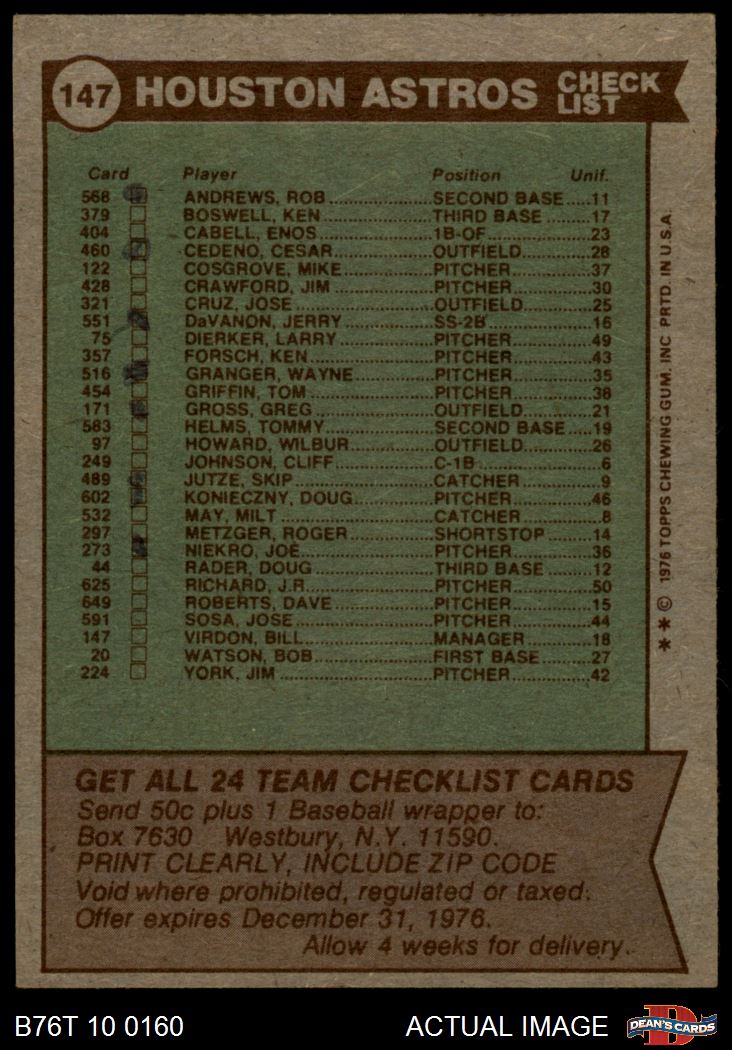 147 HOUSTON ASTROS CHECK LIST
Card Player Position Unif.
568 ANDREWS, ROB SECOND BASE 11
379 BOSWELL, KEN THIRD BASE 17
404 CABELL, ENOS 1B-OF 23
460 CEDENO, CESAR OUTFIELD 28
122 COSGROVE, MIKE PITCHER 37
428 CRAWFORD, JIM PITCHER 30
321 CRUZ, JOSE OUTFIELD 25
551 DaVANON, JERRY SS-2B 16
75 DIERKER, LARRY PITCHER 49
357 FORSCH, KEN PITCHER 43
516 GRANGER, WAYNE PITCHER 35
454 GRIFFIN, TOM PITCHER 38
171 GROSS, GREG OUTFIELD 21
583 HELMS, TOMMY SECOND BASE 19
97 HOWARD, WILBUR OUTFIELD 26
249 JOHNSON, CLIFF C-1B 6
489 JUTZE, SKIP CATCHER 9
602 KONIECZNY, DOUG PITCHER 46
532 MAY, MILT CATCHER 8
297 METZGER, ROGER SHORTSTOP 14
273 NIEKRO, JOE PITCHER 36
44 RADER, DOUG THIRD BASE 12
625 RICHARD, J.R. PITCHER 50
649 ROBERTS, DAVE PITCHER 15
591 SOSA, JOSE PITCHER 44
147 VIRDON, BILL MANAGER 18
20 WATSON, BOB FIRST BASE 27
224 YORK, JIM PITCHER 42
** © 1976 TOPPS CHEWING GUM. INC PRTD. IN U.S.A.
GET ALL 24 TEAM CHECKLIST CARDS
Send 50c plus 1 Baseball wrapper to:
Box 7630 Westbury, N.Y. 11590.
PRINT CLEARLY, INCLUDE ZIP CODE
Void where prohibited, regulated or taxed.
Offer expires December 31, 1976.
Allow 4 weeks for delivery.
B76T 10 0160 ACTUAL IMAGE DEAN'S CARDS